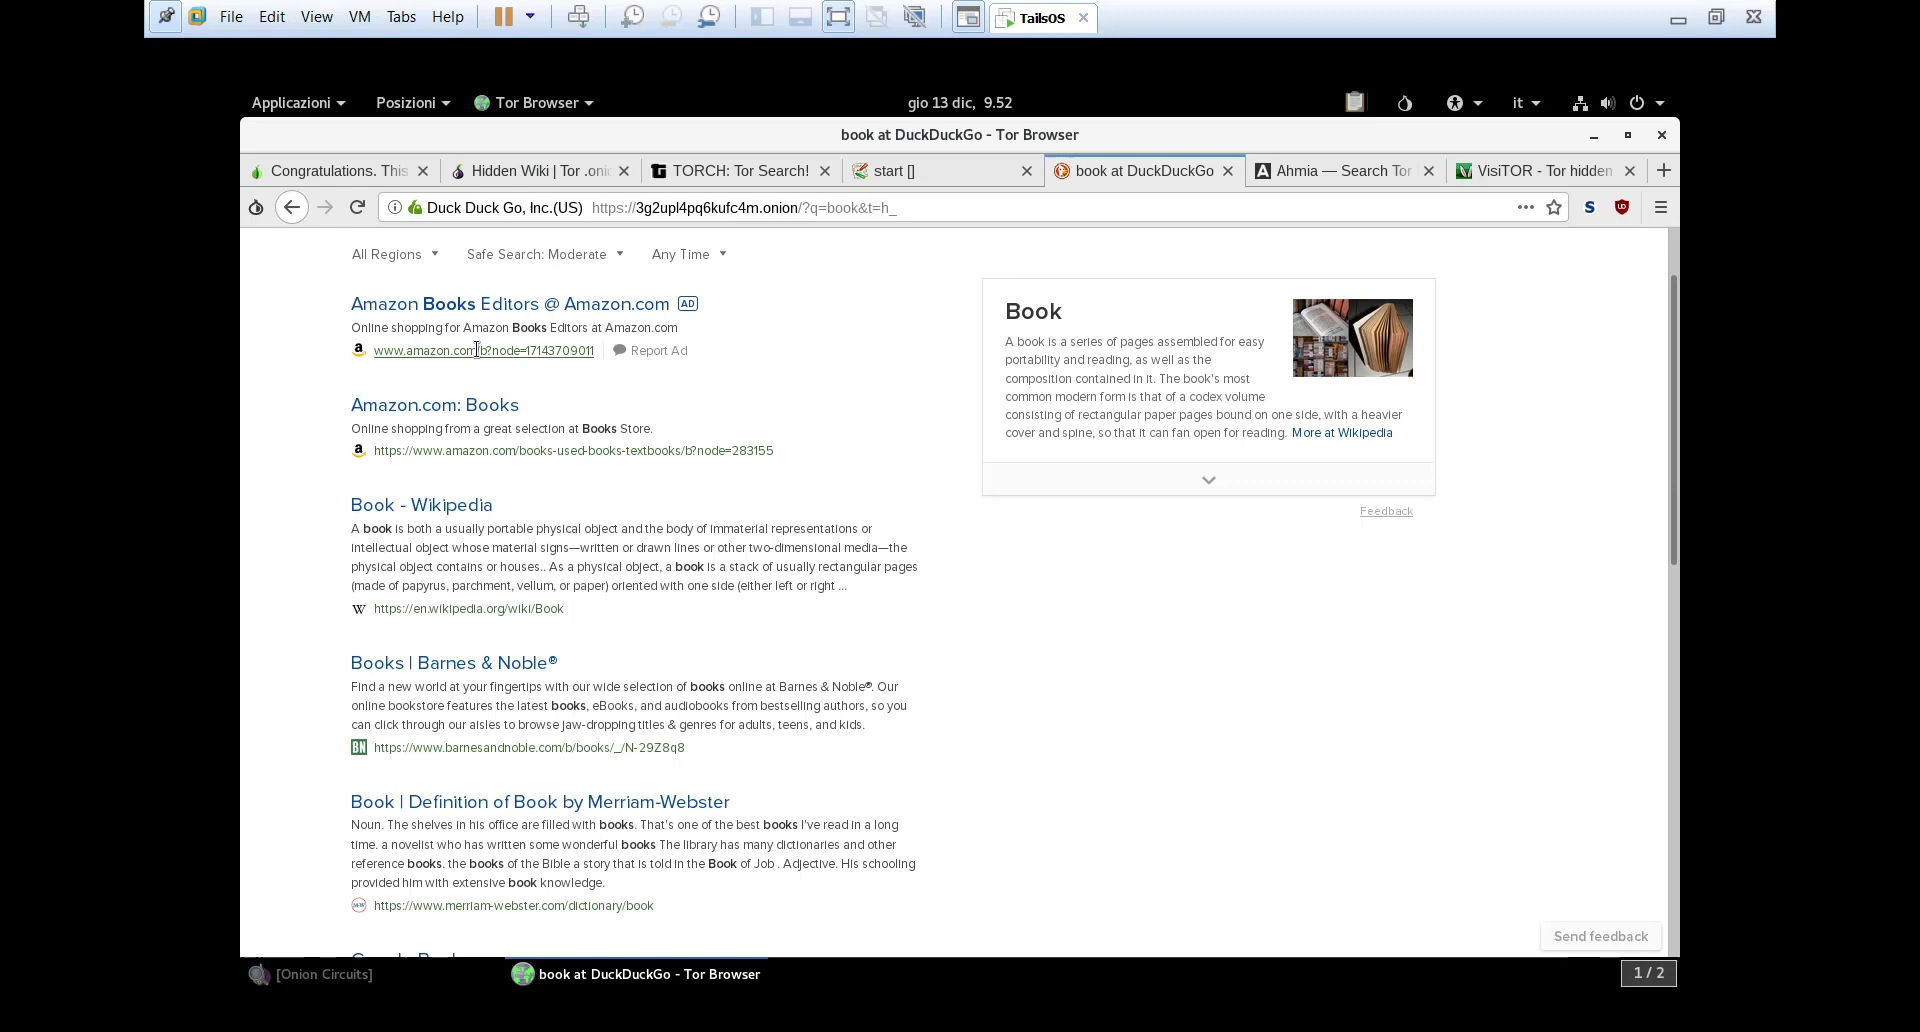 File Edit View VM Tabs Help TailsOS
Applicazioni Posizioni Tor Browser gio 13 dic, 9.52 it
book at DuckDuckGo - Tor Browser
Congratulations. This Hidden Wiki | Tor .oni TORCH: Tor Search! start [] book at DuckDuckGo Ahmia — Search Tor VisiTOR - Tor hidden
Duck Duck Go, Inc.(US) https://3g2upl4pq6kufc4m.onion/?q=book&t=h_
All Regions Safe Search: Moderate Any Time
Amazon Books Editors @ Amazon.com AD
Online shopping for Amazon Books Editors at Amazon.com
www.amazon.com/b?node=17143709011 Report Ad
Amazon.com: Books
Online shopping from a great selection at Books Store.
https://www.amazon.com/books-used-books-textbooks/b?node=283155
Book - Wikipedia
A book is both a usually portable physical object and the body of immaterial representations or
intellectual object whose material signs—written or drawn lines or other two-dimensional media—the
physical object contains or houses.. As a physical object, a book is a stack of usually rectangular pages
(made of papyrus, parchment, vellum, or paper) oriented with one side (either left or right ...
https://en.wikipedia.org/wiki/Book
Books | Barnes & Noble®
Find a new world at your fingertips with our wide selection of books online at Barnes & Noble®. Our
online bookstore features the latest books, eBooks, and audiobooks from bestselling authors, so you
can click through our aisles to browse jaw-dropping titles & genres for adults, teens, and kids.
BN https://www.barnesandnoble.com/b/books/_/N-29Z8q8
Book | Definition of Book by Merriam-Webster
Noun. The shelves in his office are filled with books. That's one of the best books I've read in a long
time. a novelist who has written some wonderful books The library has many dictionaries and other
reference books. the books of the Bible a story that is told in the Book of Job . Adjective. His schooling
provided him with extensive book knowledge.
https://www.merriam-webster.com/dictionary/book
Book
A book is a series of pages assembled for easy
portability and reading, as well as the
composition contained in it. The book's most
common modern form is that of a codex volume
consisting of rectangular paper pages bound on one side, with a heavier
cover and spine, so that it can fan open for reading. More at Wikipedia
Feedback
Send feedback
[Onion Circuits] book at DuckDuckGo - Tor Browser 1 / 2